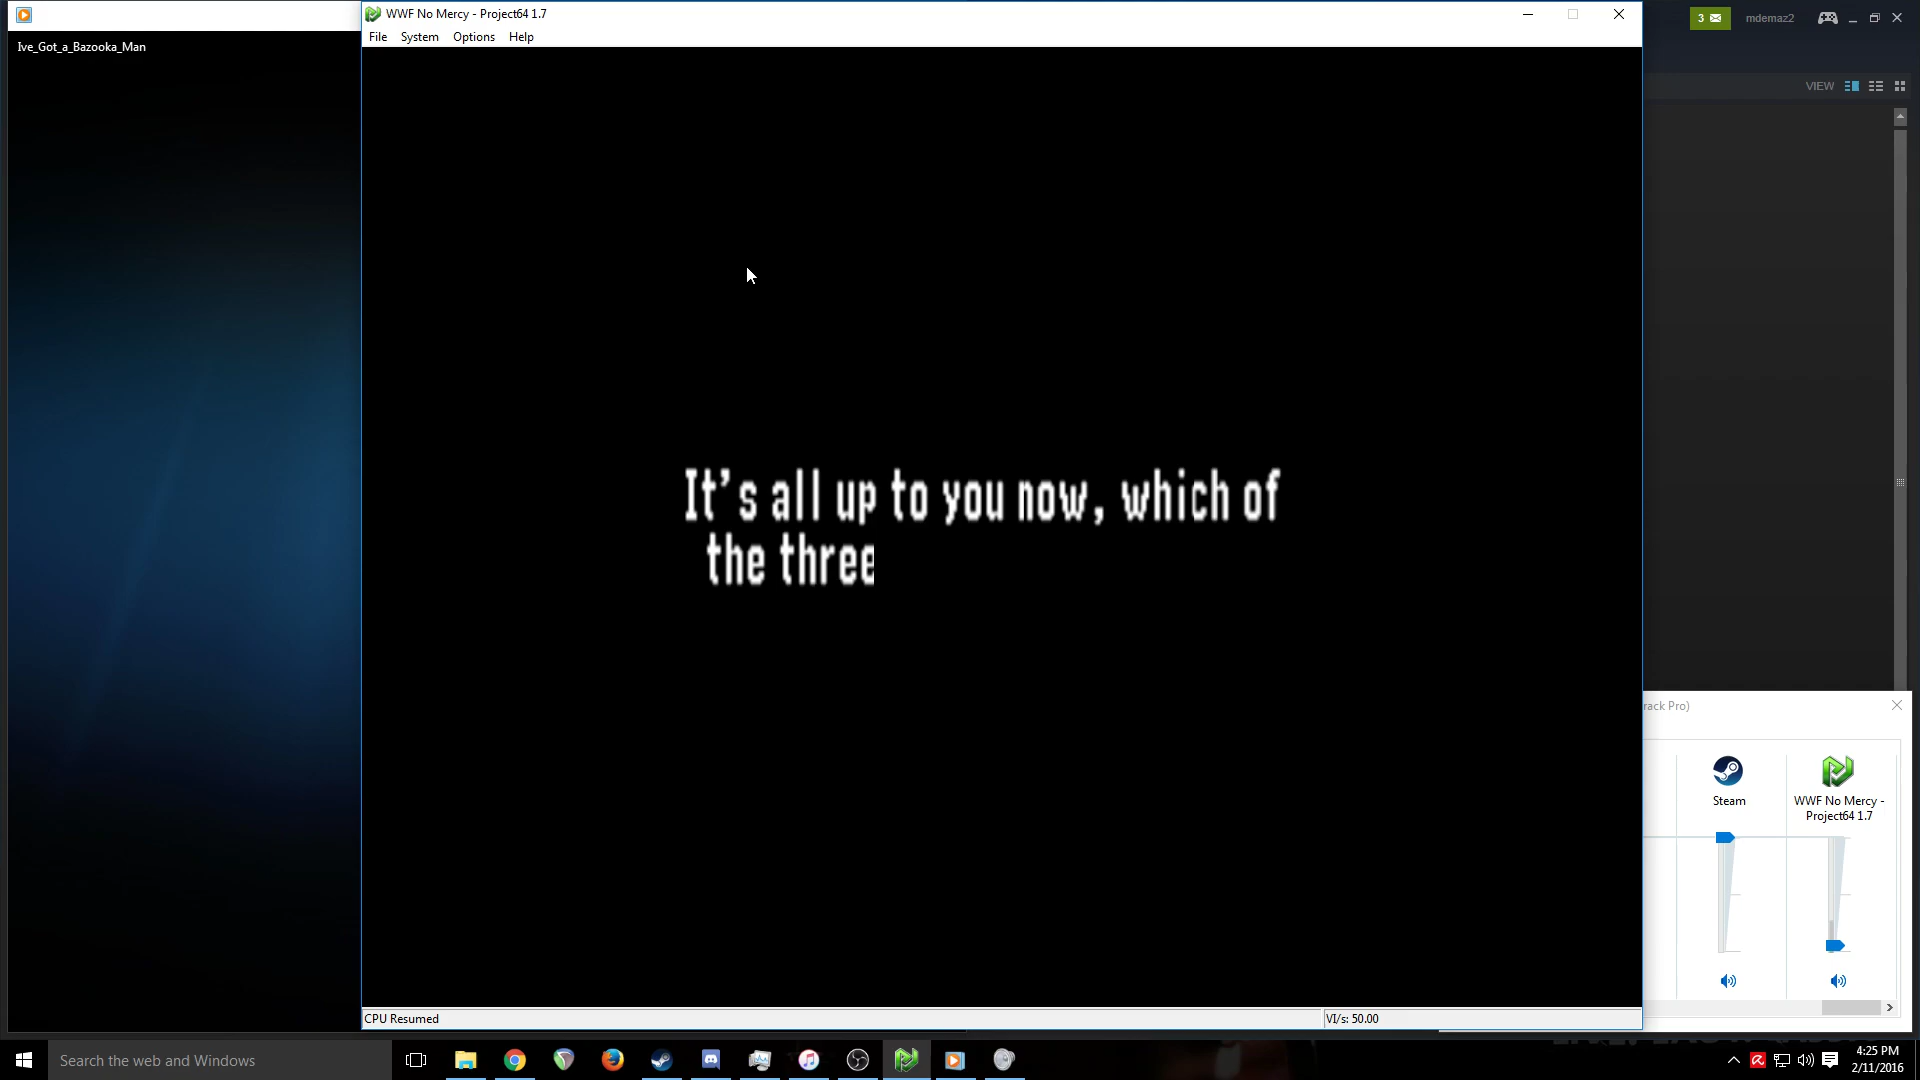 WWF No Mercy - Project64 1.7
File System Options Help
Ive_Got_a_Bazooka_Man
3
mdemaz2
VIEW
It's all up to you now, which of
the three
rack Pro)
Steam
WWF No Mercy -
Project64 1.7
CPU Resumed
VI/s: 50.00
Search the web and Windows
4:25 PM
2/11/2016